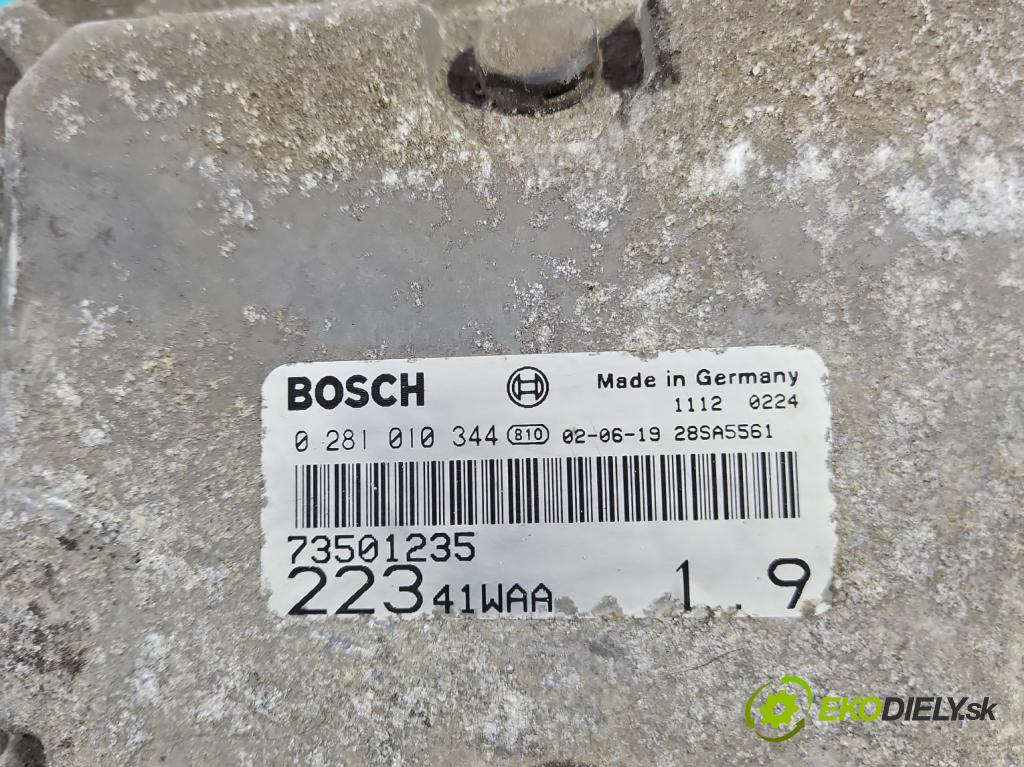 BOSCH Made in Germany
1112 0224
0 281 010 344 810 02-06-19 28SA5561
73501235
223 41WAA 1.9
EKODIELY.sk